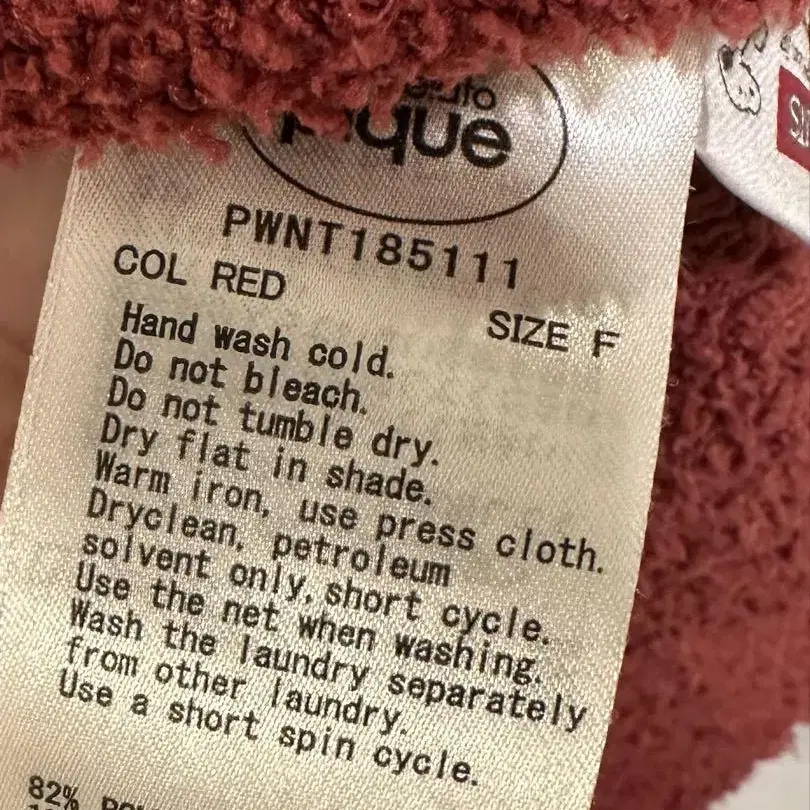 pique
PWNT185111
COL RED
SIZE F
Hand wash cold.
Do not bleach.
Do not tumble dry.
Dry flat in shade.
Warm iron, use press cloth.
Dryclean, petroleum
solvent only, short cycle.
Use the net when washing.
Wash the laundry separately
from other laundry.
Use a short spin cycle.
82%